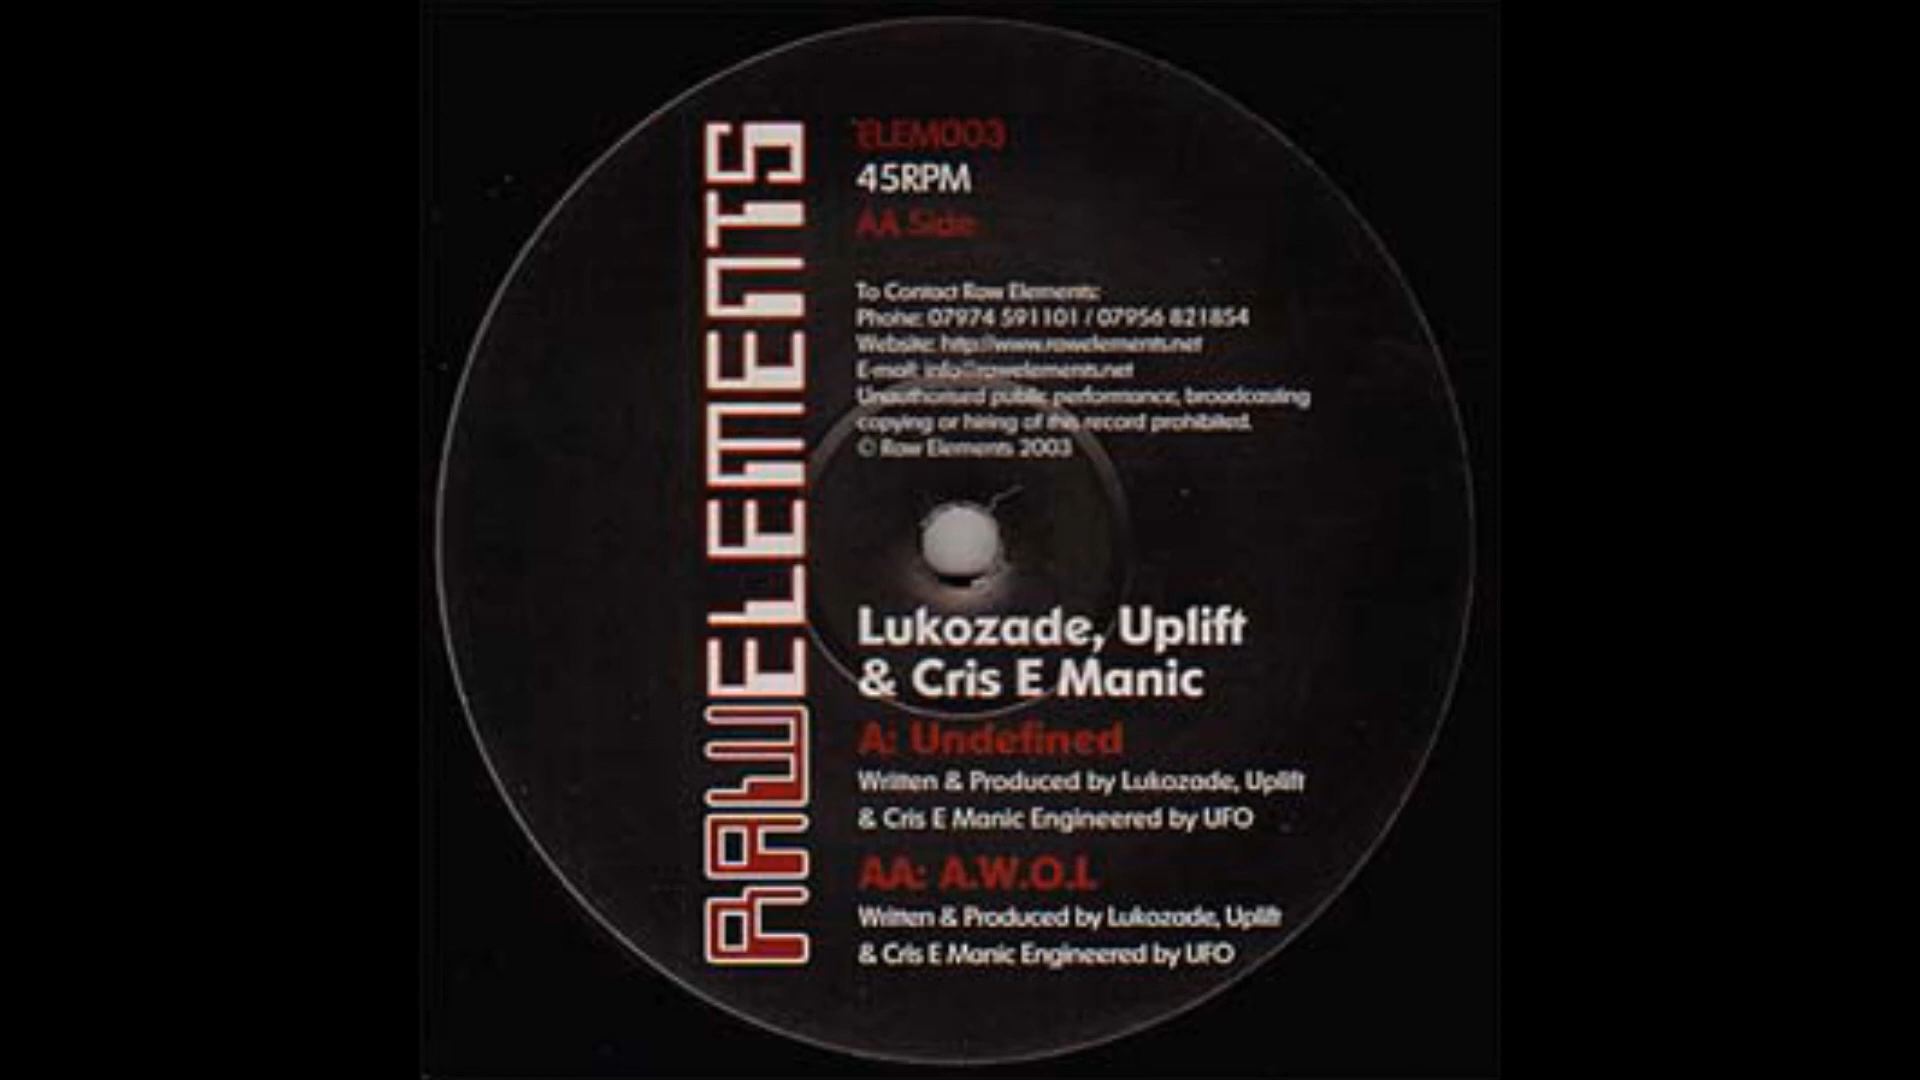 RAWELEMENTS
ELEM003
45RPM
AA Side
To Contact Raw Elements:
Phone: 07974 591101 / 07956 821854
Website: http://www.rawelements.net
E-mail: info@rawelements.net
Unauthorised public performance, broadcasting
copying or hiring of this record prohibited.
© Raw Elements 2003
Lukozade, Uplift
& Cris E Manic
A: Undefined
Written & Produced by Lukozade, Uplift
& Cris E Manic Engineered by UFO
AA: A.W.O.L
Written & Produced by Lukozade, Uplift
& Cris E Manic Engineered by UFO